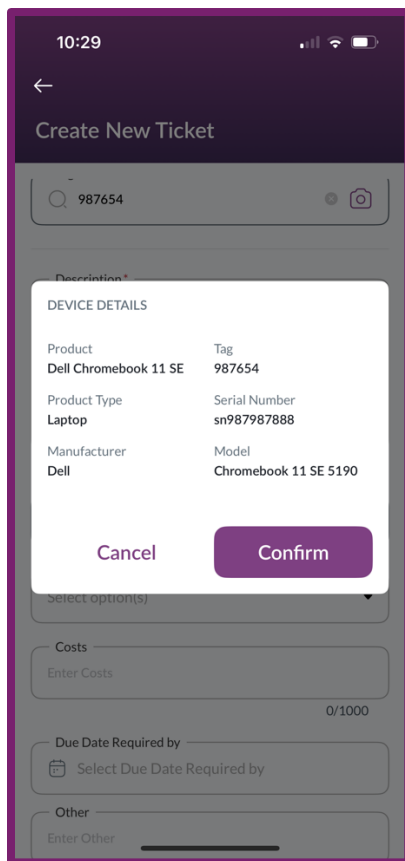 10:29
Create New Ticket
987654
Description*
DEVICE DETAILS
Product
Dell Chromebook 11 SE
Tag
987654
Product Type
Laptop
Serial Number
sn987987888
Manufacturer
Dell
Model
Chromebook 11 SE 5190
Cancel
Confirm
Select option(s)
Costs
Enter Costs
0/1000
Due Date Required by
Select Due Date Required by
Other
Enter Other